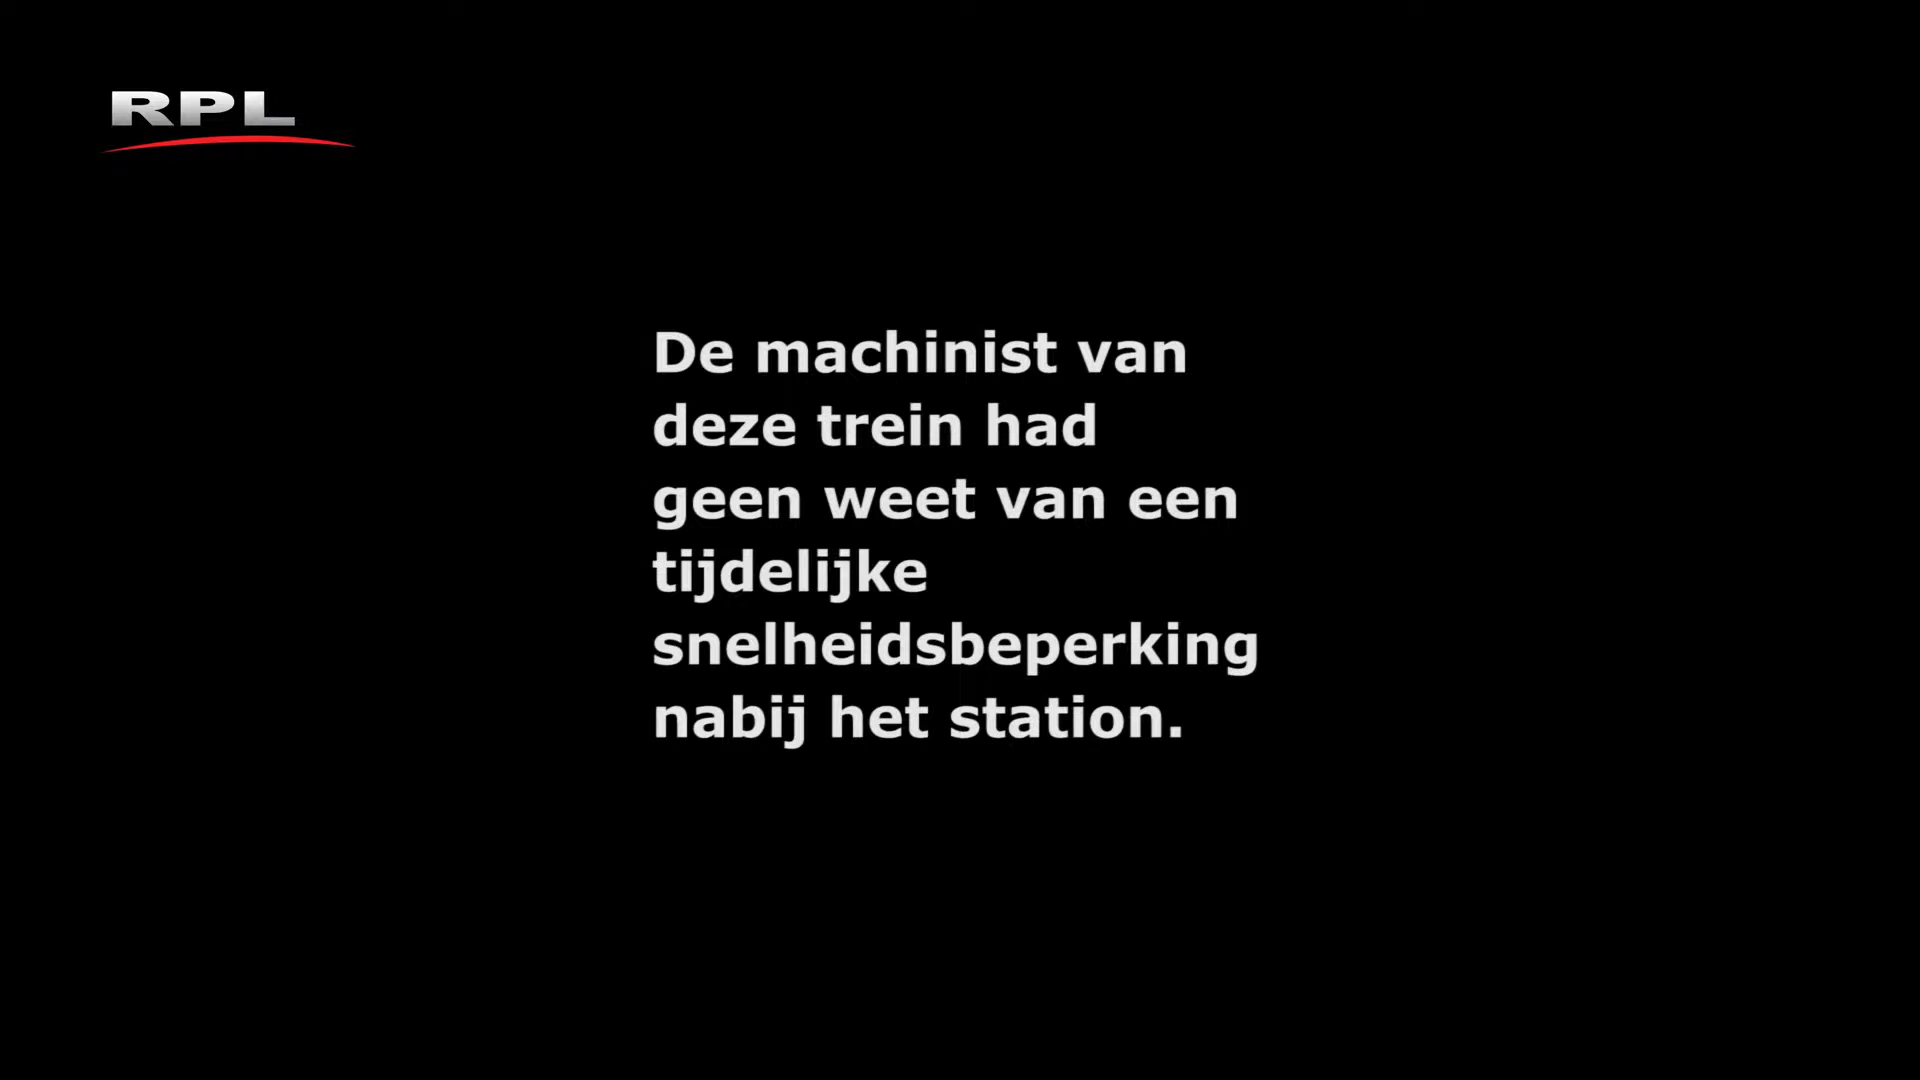 RPL
De machinist van
deze trein had
geen weet van een
tijdelijke
snelheidsbeperking
nabij het station.